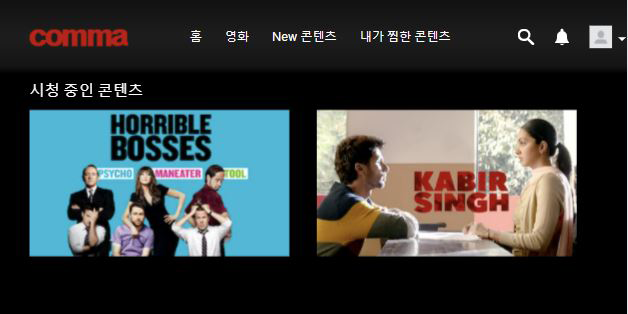 comma 홈 영화 New 콘텐츠 내가 찜한 콘텐츠
시청 중인 콘텐츠
HORRIBLE
BOSSES
PSYCHO MANEATER TOOL
KABIR
SINGH